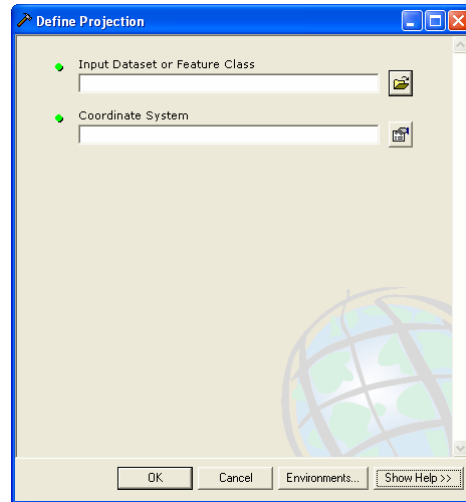 Define Projection
Input Dataset or Feature Class
Coordinate System
OK Cancel Environments... Show Help >>